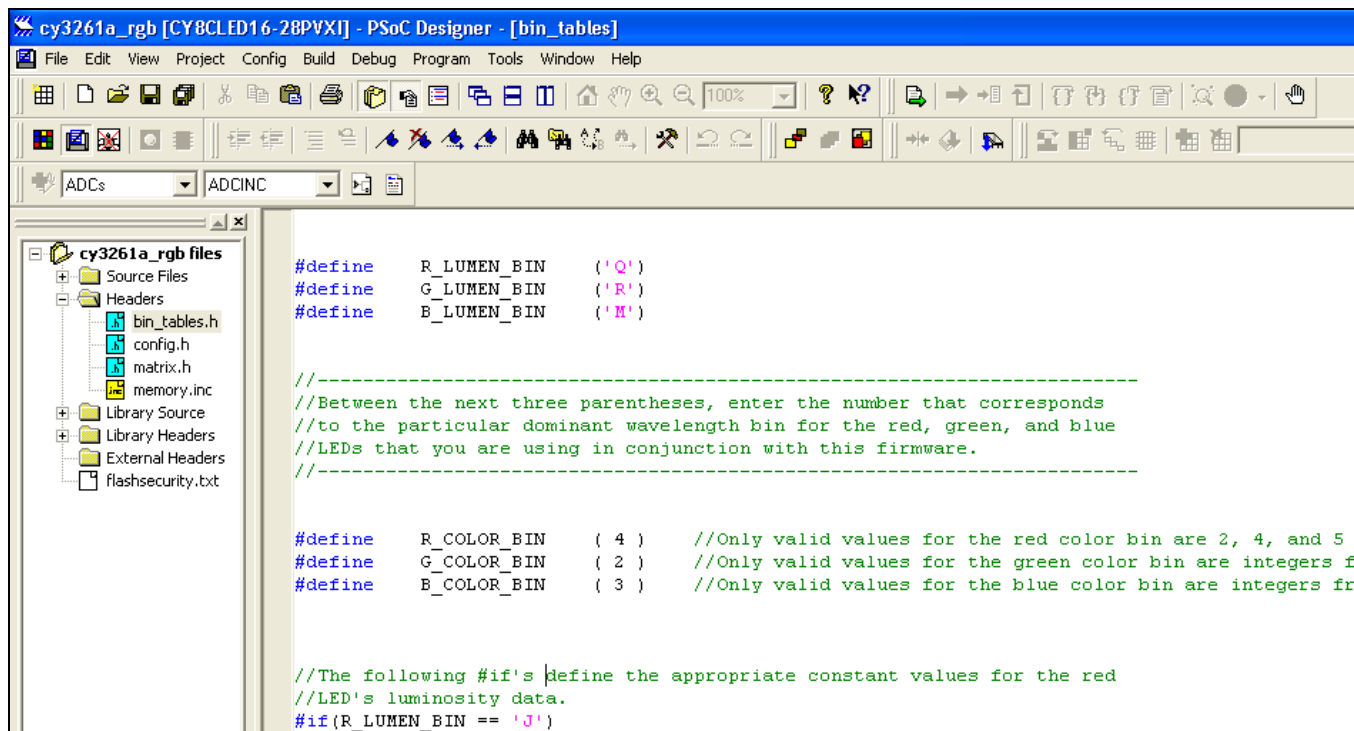 cy3261a_rgb [CY8CLED16-28PVXI] - PSoC Designer - [bin_tables]
File Edit View Project Config Build Debug Program Tools Window Help
100%
ADCs ADCINC
cy3261a_rgb files
Source Files
Headers
bin_tables.h
config.h
matrix.h
memory.inc
Library Source
Library Headers
External Headers
flashsecurity.txt
#define R_LUMEN_BIN ('Q')
#define G_LUMEN_BIN ('R')
#define B_LUMEN_BIN ('M')
//------------------------------------------------------------------------
//Between the next three parentheses, enter the number that corresponds
//to the particular dominant wavelength bin for the red, green, and blue
//LEDs that you are using in conjunction with this firmware.
//------------------------------------------------------------------------
#define R_COLOR_BIN ( 4 ) //Only valid values for the red color bin are 2, 4, and 5
#define G_COLOR_BIN ( 2 ) //Only valid values for the green color bin are integers f
#define B_COLOR_BIN ( 3 ) //Only valid values for the blue color bin are integers fr
//The following #if's define the appropriate constant values for the red
//LED's luminosity data.
#if(R_LUMEN_BIN == 'J')